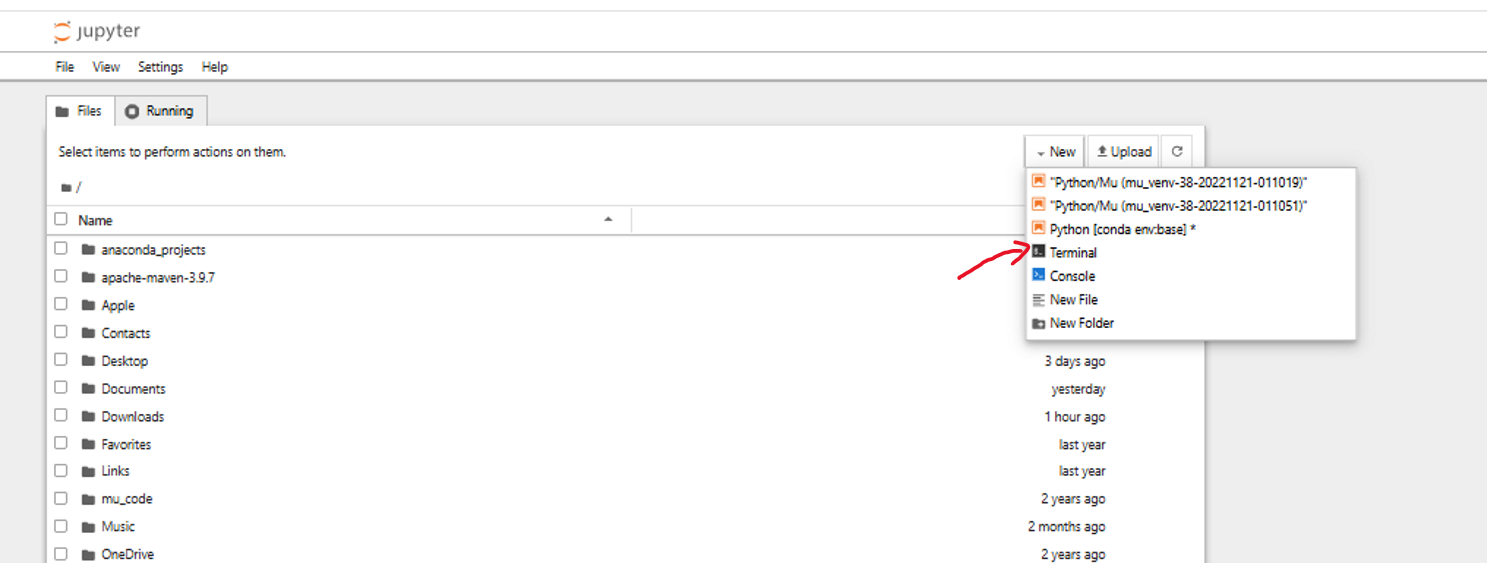 jupyter
File View Settings Help
Files Running
Select items to perform actions on them.
New Upload
/
"Python/Mu (mu_venv-38-20221121-011019)"
"Python/Mu (mu_venv-38-20221121-011051)"
Python [conda env:base] *
Terminal
Console
New File
New Folder
Name
anaconda_projects
apache-maven-3.9.7
Apple
Contacts
Desktop 3 days ago
Documents yesterday
Downloads 1 hour ago
Favorites last year
Links last year
mu_code 2 years ago
Music 2 months ago
OneDrive 2 years ago